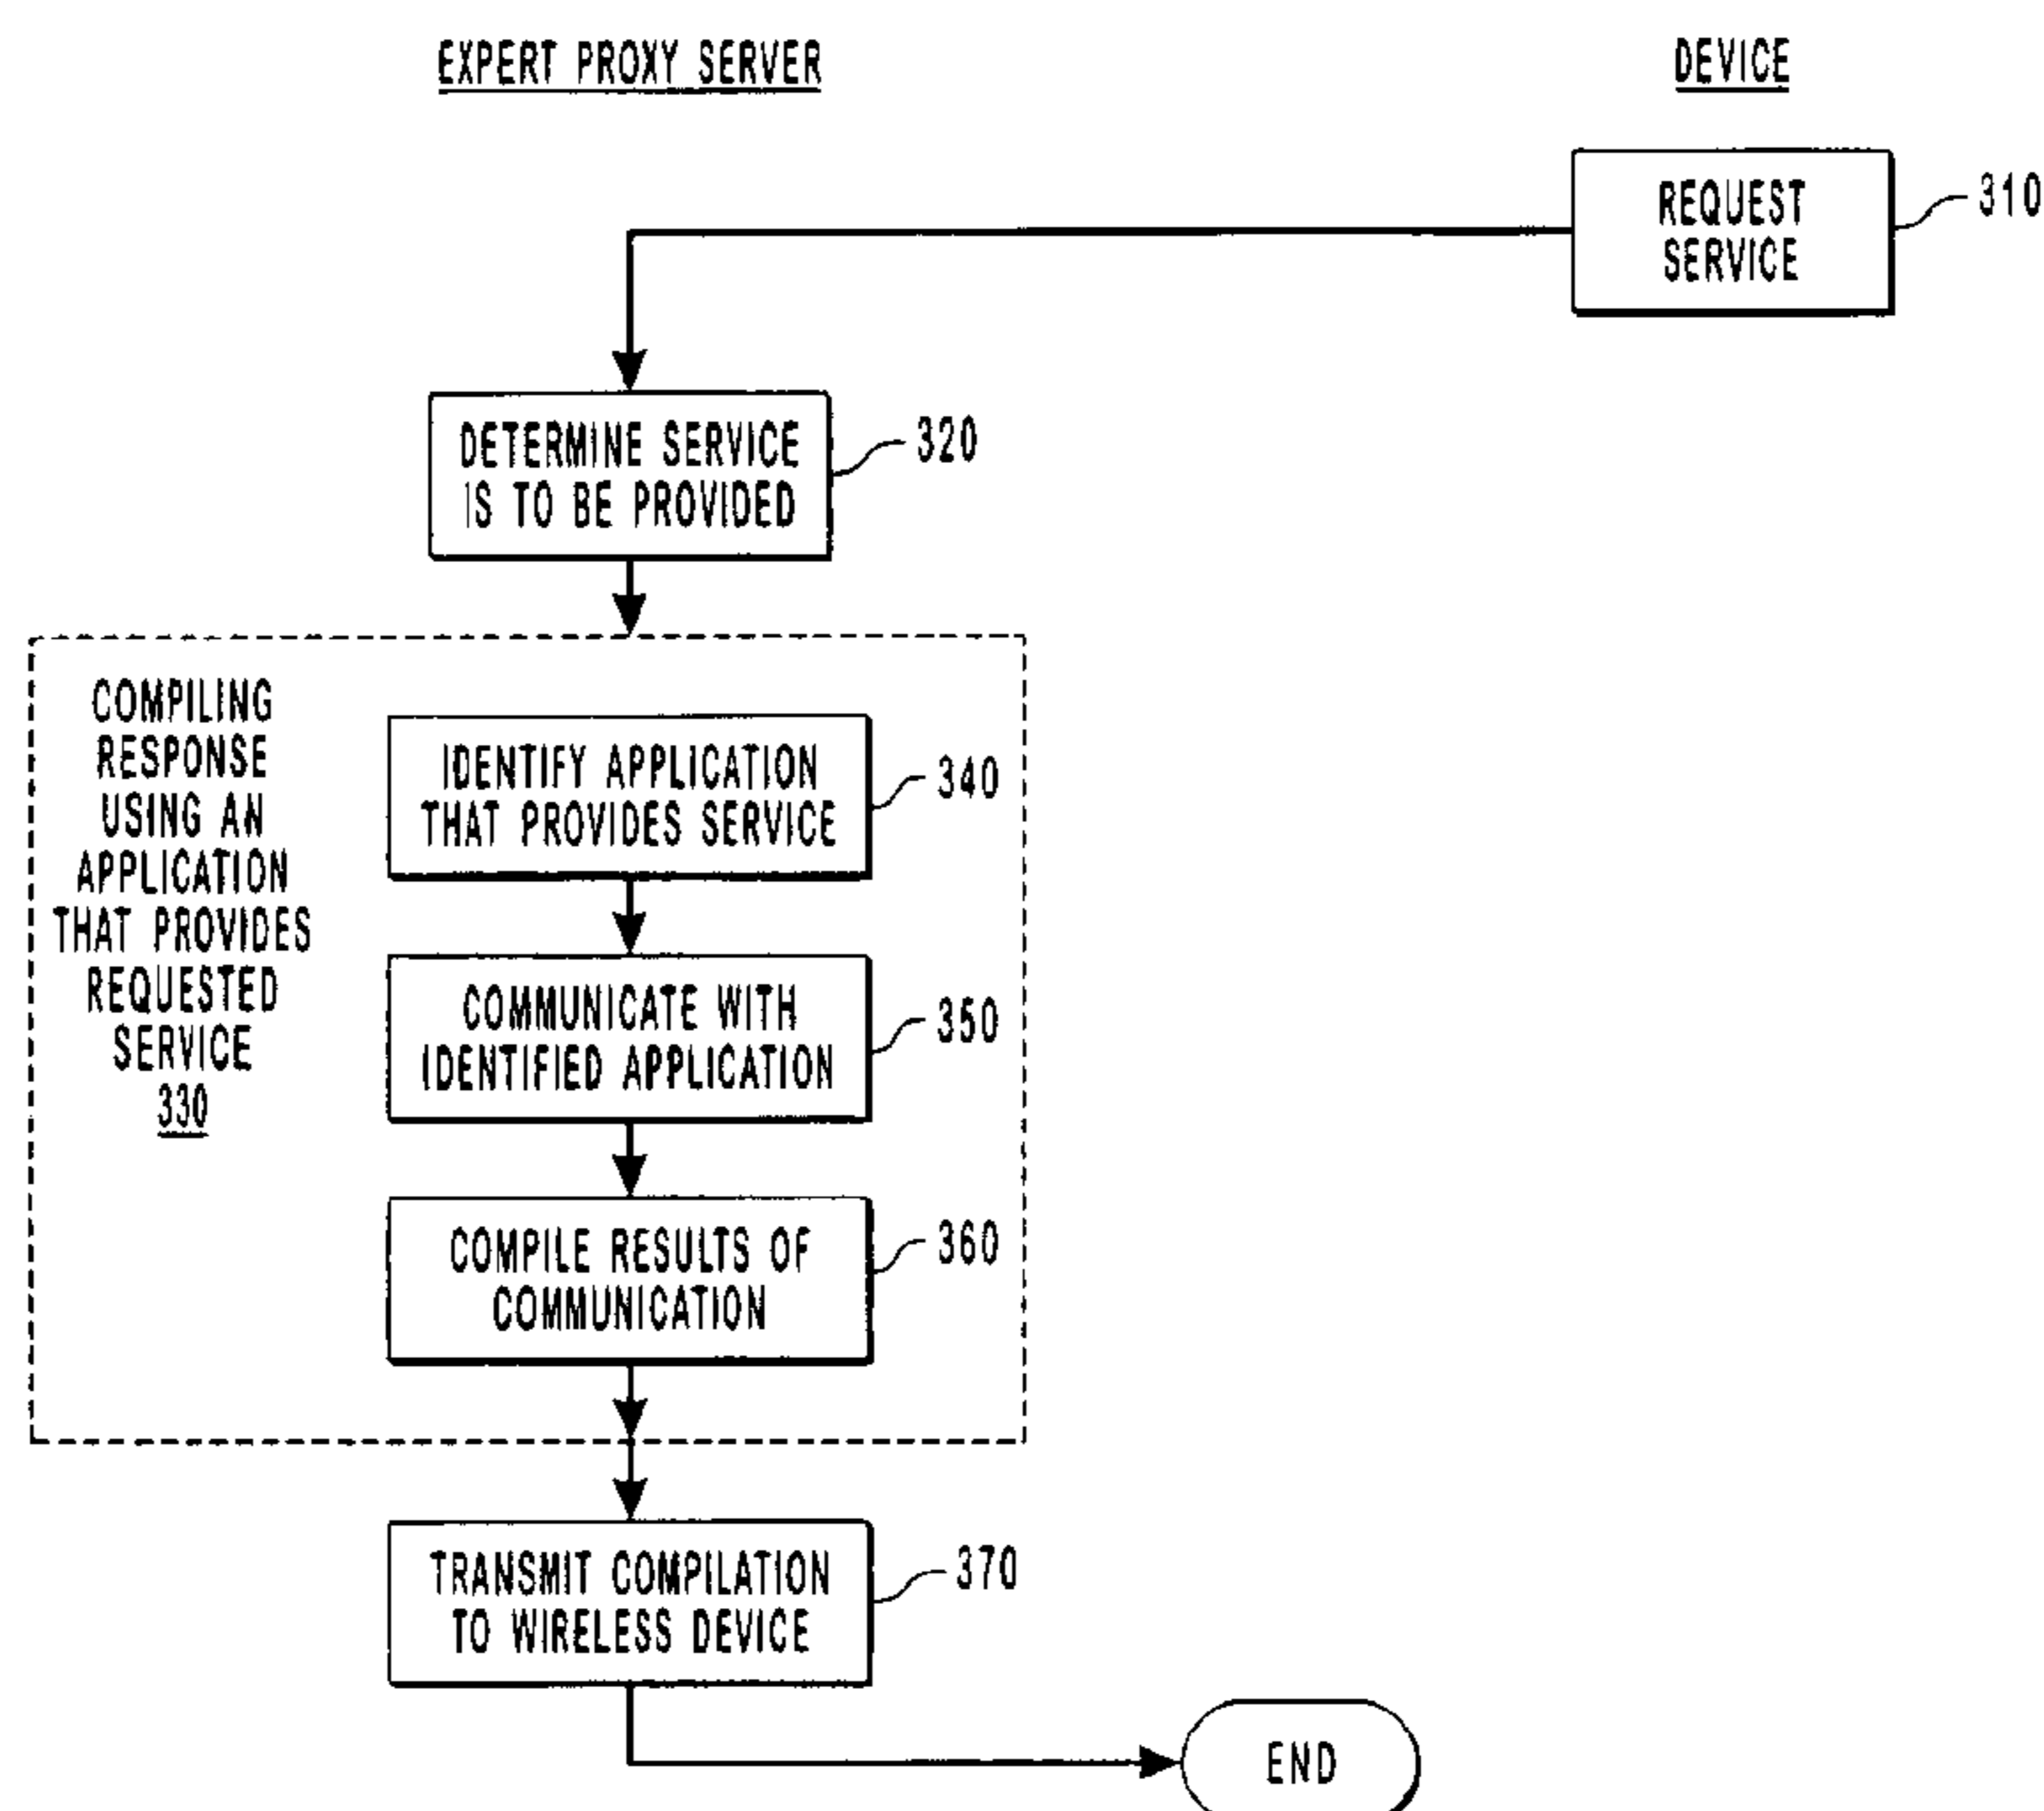 EXPERT PROXY SERVER
DEVICE
REQUEST
SERVICE
310
DETERMINE SERVICE
IS TO BE PROVIDED
320
COMPILING
RESPONSE
USING AN
APPLICATION
THAT PROVIDES
REQUESTED
SERVICE
330
IDENTIFY APPLICATION
THAT PROVIDES SERVICE
340
COMMUNICATE WITH
IDENTIFIED APPLICATION
350
COMPILE RESULTS OF
COMMUNICATION
360
TRANSMIT COMPILATION
TO WIRELESS DEVICE
370
END